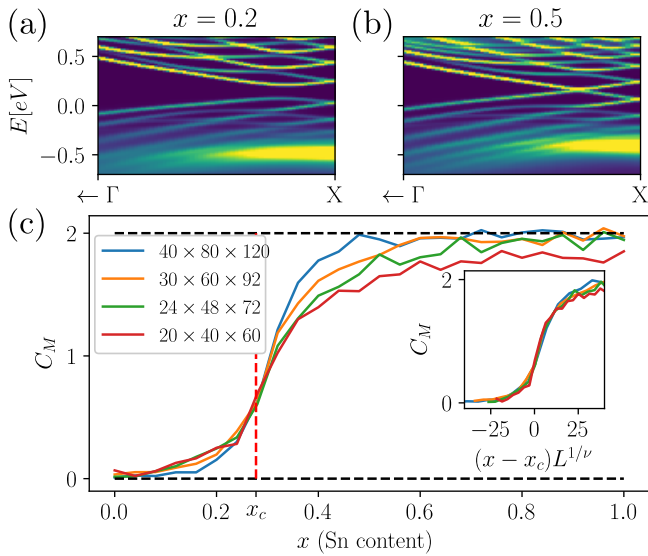 (a)
x = 0.2
(b)
x = 0.5
E[eV]
0.5
0.0
−0.5
← Γ
X
← Γ
X
(c)
2
1
0
C_M
40 × 80 × 120
30 × 60 × 92
24 × 48 × 72
20 × 40 × 60
2
0
C_M
−25
0
25
(x − x_c)L^{1/ν}
0.0
0.2
x_c
0.4
0.6
0.8
1.0
x (Sn content)